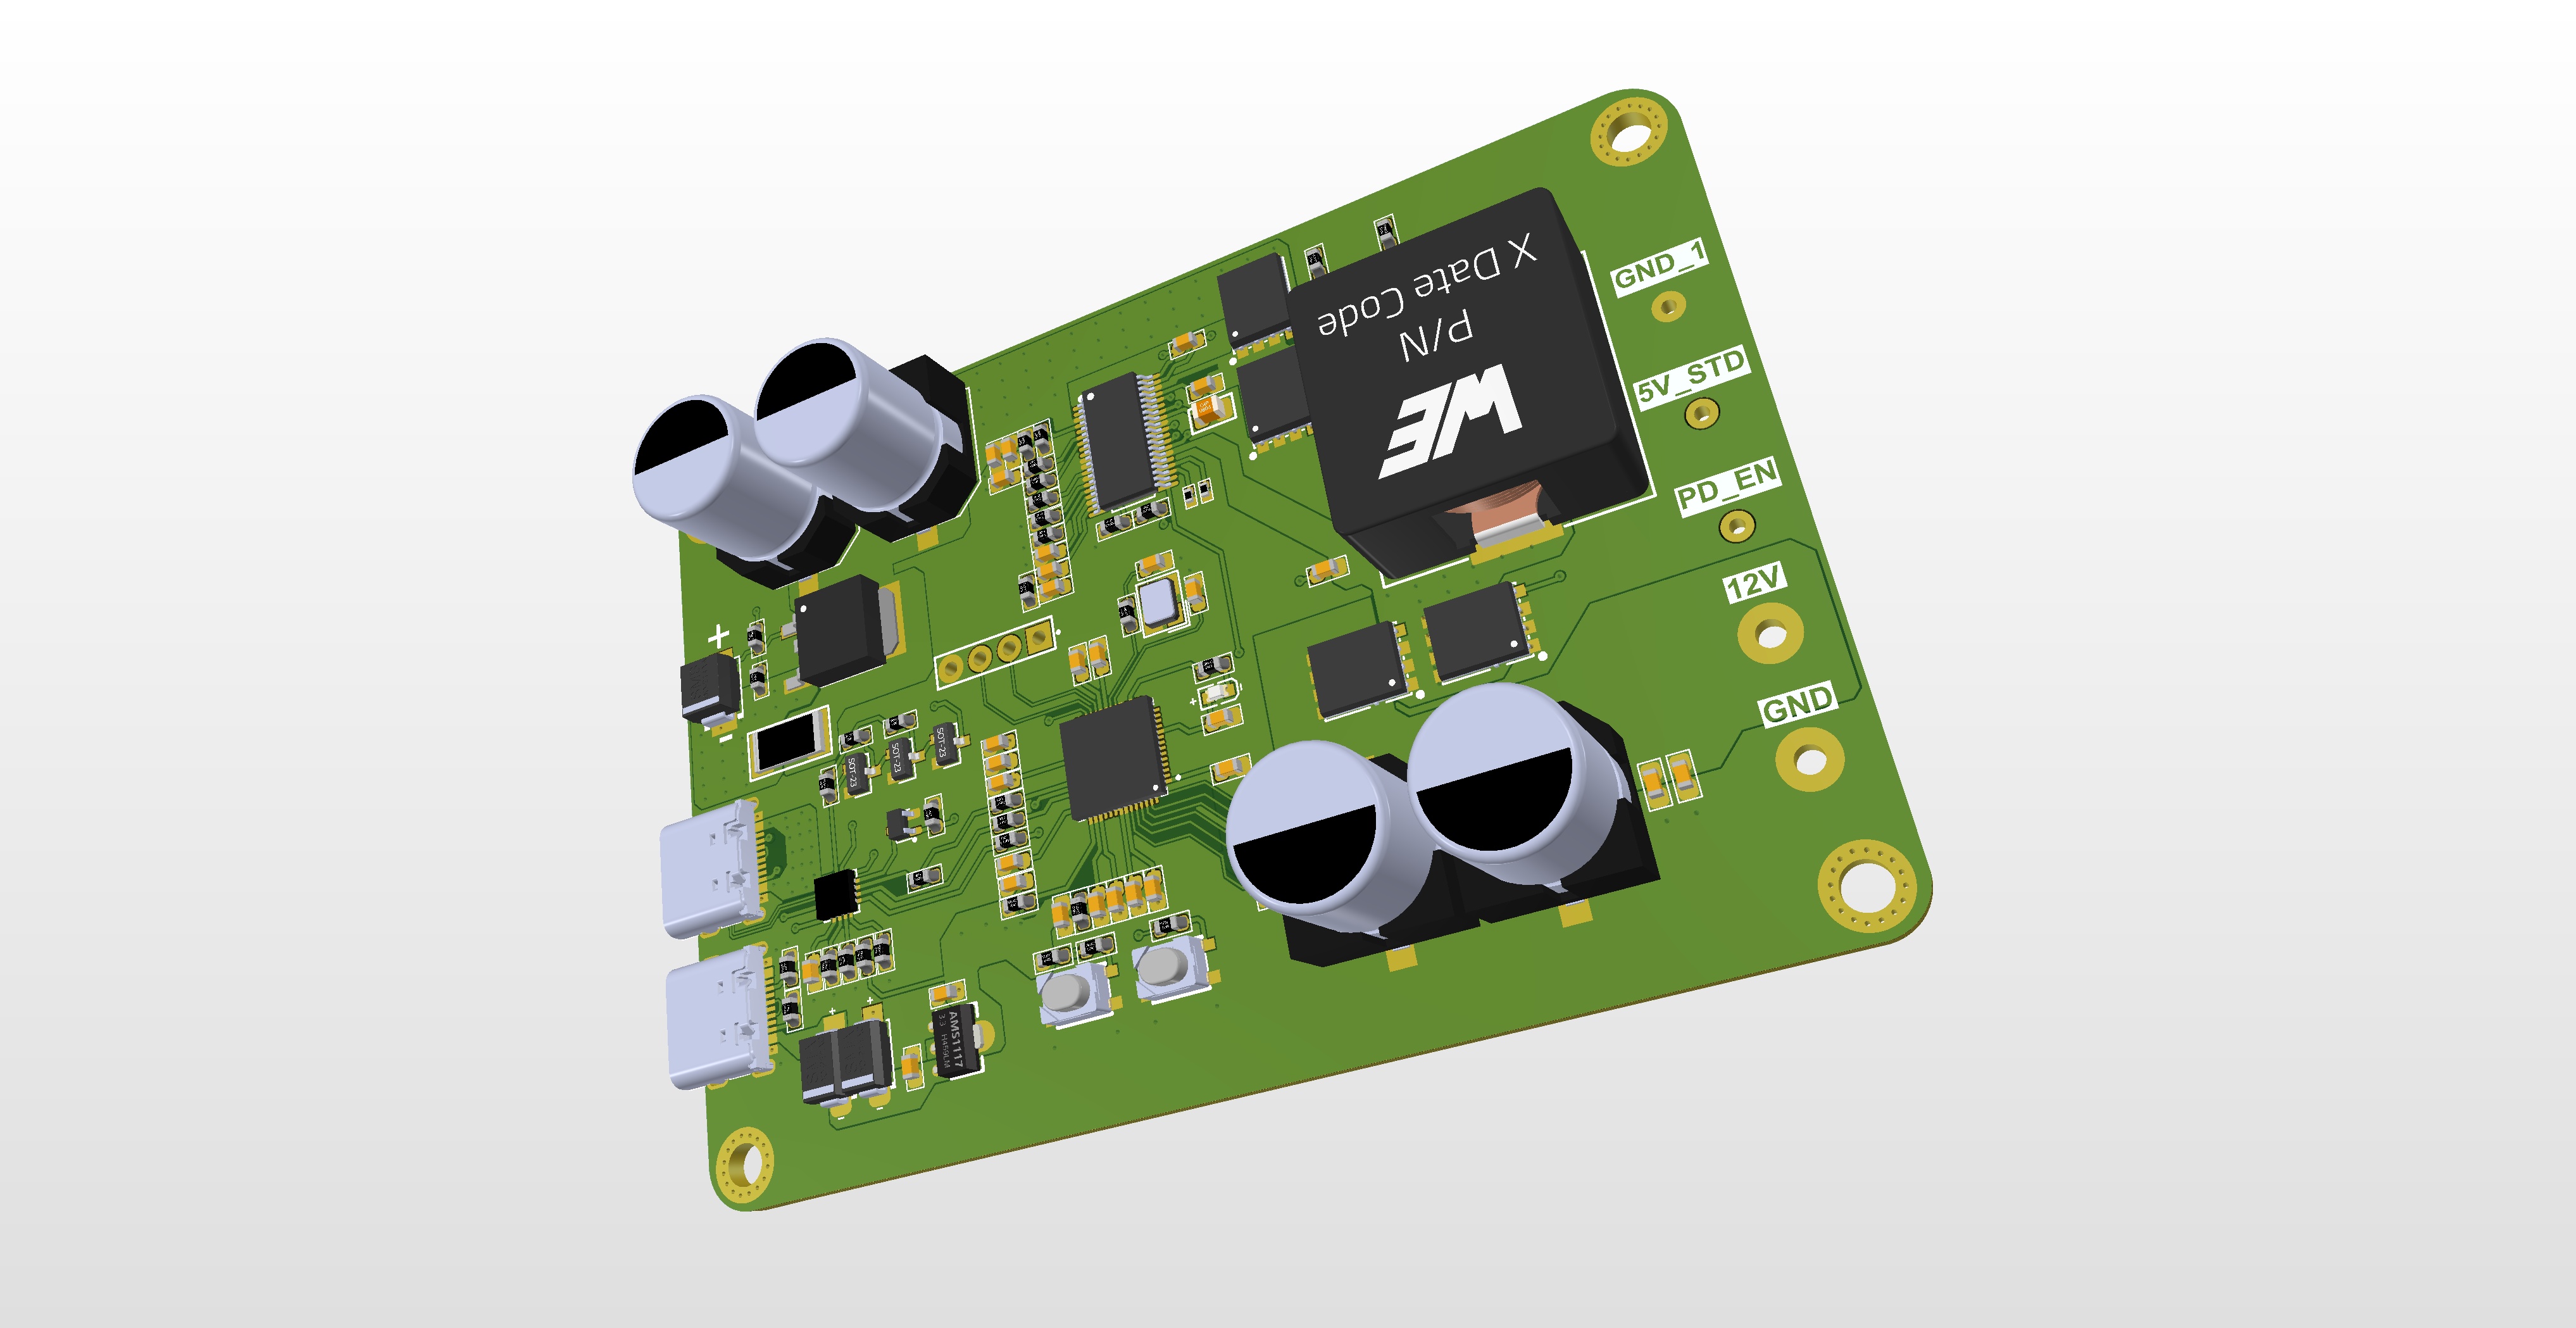 GND_1
X Date Code
P/N
WE
5V_STD
PD_EN
12V
GND
+
SOT-23
SOT-23
SOT-23
AMS1117